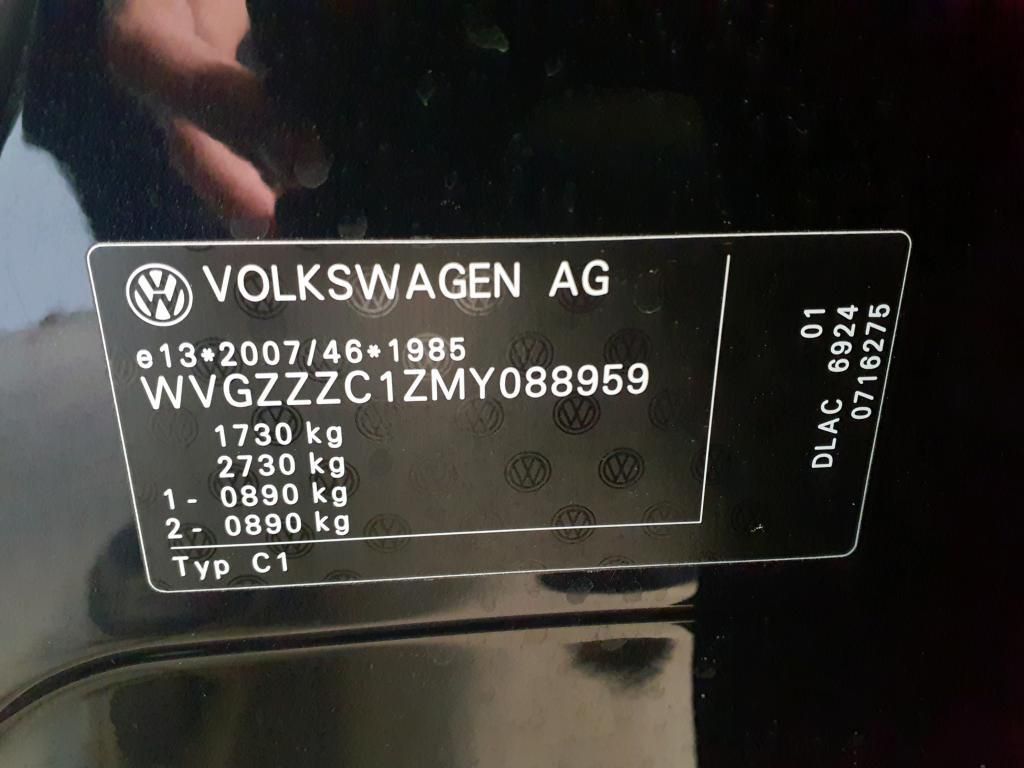 VOLKSWAGEN AG
e13*2007/46*1985
WVGZZZC1ZMY088959
1730 kg
2730 kg
1- 0890 kg
2- 0890 kg
Typ C1
01
DLAC 6924
0716275